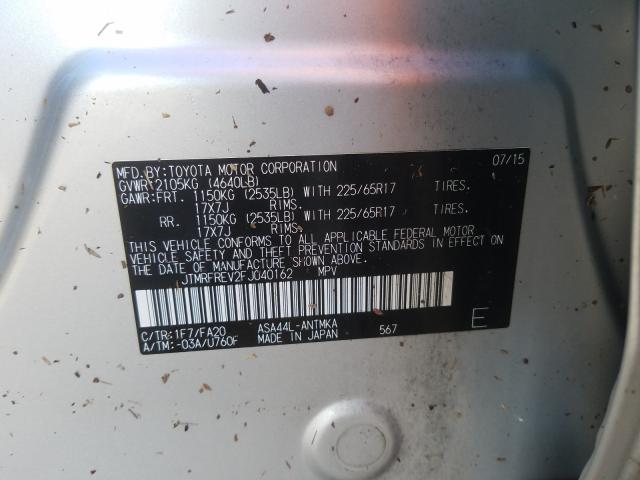 MFD. BY: TOYOTA MOTOR CORPORATION 07/15
GVWR 2105KG (4640LB)
GAWR: FRT. 1150KG (2535LB) WITH 225/65R17 TIRES.
17X7J RIMS.
RR. 1150KG (2535LB) WITH 225/65R17 TIRES.
17X7J RIMS.
THIS VEHICLE CONFORMS TO ALL APPLICABLE FEDERAL MOTOR
VEHICLE SAFETY AND THEFT PREVENTION STANDARDS IN EFFECT ON
THE DATE OF MANUFACTURE SHOWN ABOVE.
JTMRFREV2FJ040162 MPV
C/TR: 1F7/FA20 ASA44L-ANTMKA 567 E
A/TM: -03A/U760F MADE IN JAPAN